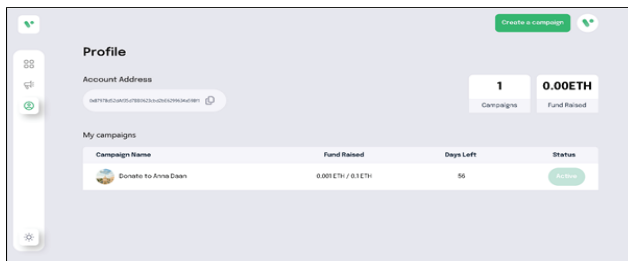 Create a campaign
Profile
Account Address
1
0.00ETH
Campaigns
Fund Raised
My campaigns
Campaign Name Fund Raised Days Left Status
Donate to Anna Daan 0.001 ETH / 0.1 ETH 56 Active